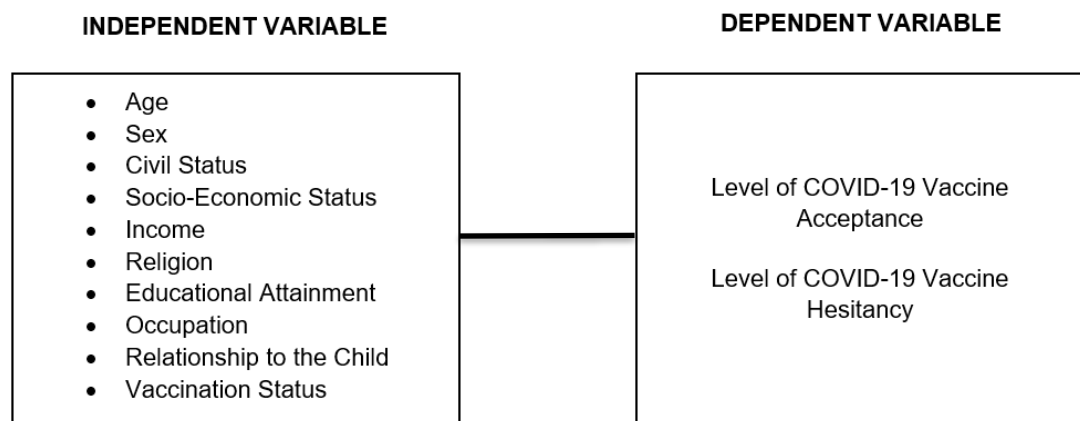 INDEPENDENT VARIABLE
DEPENDENT VARIABLE
• Age
• Sex
• Civil Status
• Socio-Economic Status
• Income
• Religion
• Educational Attainment
• Occupation
• Relationship to the Child
• Vaccination Status
Level of COVID-19 Vaccine
Acceptance
Level of COVID-19 Vaccine
Hesitancy